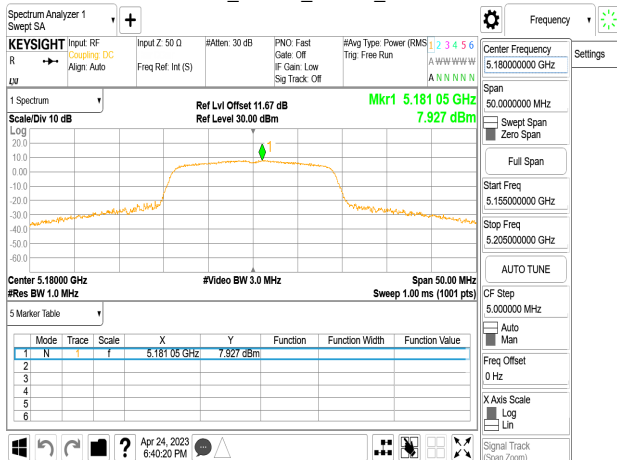 Spectrum Analyzer 1
Swept SA
Frequency
KEYSIGHT
R
LXI
Input: RF
Coupling: DC
Align: Auto
Input Z: 50 Ω
Freq Ref: Int (S)
#Atten: 30 dB
PNO: Fast
Gate: Off
IF Gain: Low
Sig Track: Off
#Avg Type: Power (RMS
Trig: Free Run
1 2 3 4 5 6
A W W W W W
A N N N N N
Center Frequency
5.180000000 GHz
Settings
Span
50.0000000 MHz
Swept Span
Zero Span
Full Span
Start Freq
5.155000000 GHz
Stop Freq
5.205000000 GHz
AUTO TUNE
CF Step
5.000000 MHz
Auto
Man
Freq Offset
0 Hz
X Axis Scale
Log
Lin
Signal Track
(Span Zoom)
1 Spectrum
Scale/Div 10 dB
Ref Lvl Offset 11.67 dB
Ref Level 30.00 dBm
Mkr1 5.181 05 GHz
7.927 dBm
Log
20.0
10.0
0.00
-10.0
-20.0
-30.0
-40.0
-50.0
-60.0
1
Center 5.18000 GHz
#Res BW 1.0 MHz
#Video BW 3.0 MHz
Span 50.00 MHz
Sweep 1.00 ms (1001 pts)
5 Marker Table
Mode Trace Scale X Y Function Function Width Function Value
1 N 1 f 5.181 05 GHz 7.927 dBm
2
3
4
5
6
Apr 24, 2023
6:40:20 PM